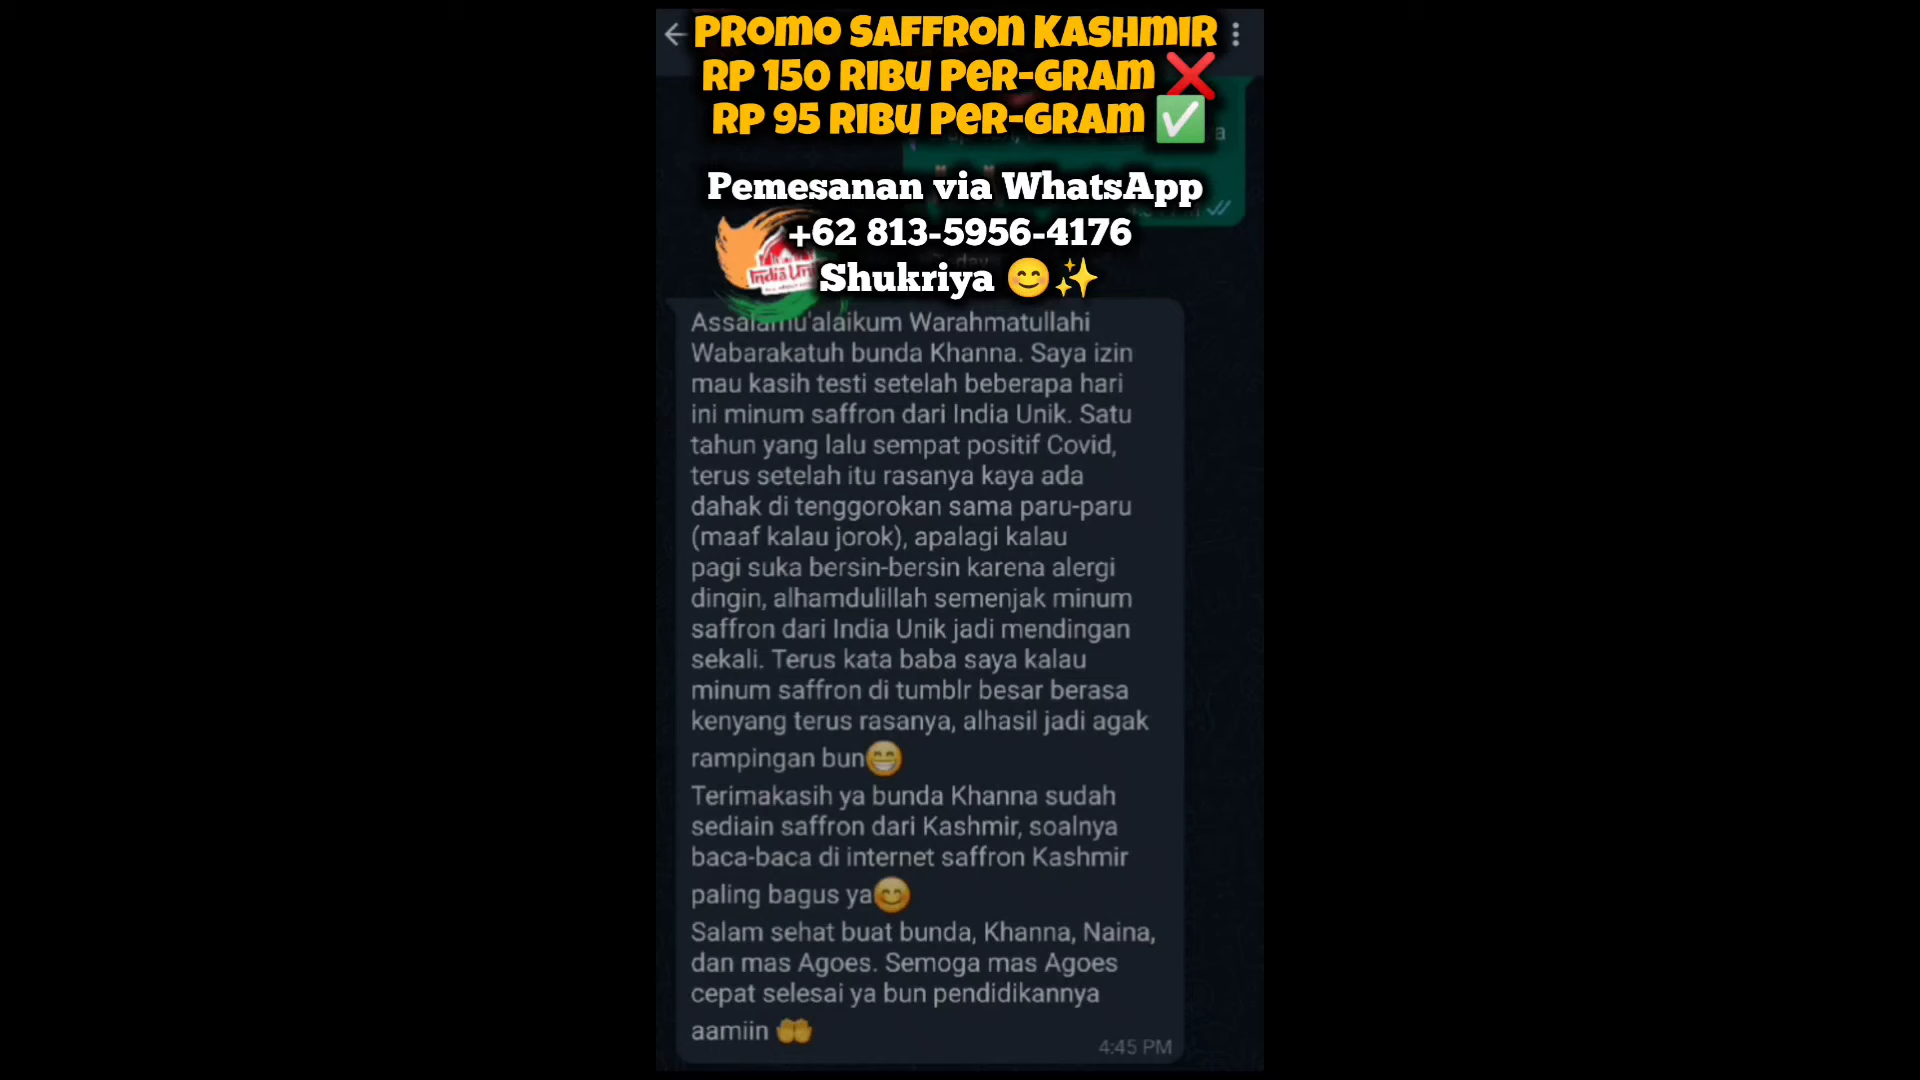 PROMO SAFFRON KASHMIR
RP 150 RIBU PER-GRAM ❌
RP 95 RIBU PER-GRAM ✅
Pemesanan via WhatsApp
+62 813-5956-4176
Shukriya 😊✨
Assalamu'alaikum Warahmatullahi
Wabarakatuh bunda Khanna. Saya izin
mau kasih testi setelah beberapa hari
ini minum saffron dari India Unik. Satu
tahun yang lalu sempat positif Covid,
terus setelah itu rasanya kaya ada
dahak di tenggorokan sama paru-paru
(maaf kalau jorok), apalagi kalau
pagi suka bersin-bersin karena alergi
dingin, alhamdulillah semenjak minum
saffron dari India Unik jadi mendingan
sekali. Terus kata baba saya kalau
minum saffron di tumblr besar berasa
kenyang terus rasanya, alhasil jadi agak
rampingan bun😁
Terimakasih ya bunda Khanna sudah
sediain saffron dari Kashmir, soalnya
baca-baca di internet saffron Kashmir
paling bagus ya😊
Salam sehat buat bunda, Khanna, Naina,
dan mas Agoes. Semoga mas Agoes
cepat selesai ya bun pendidikannya
aamiin 🤲
4:45 PM